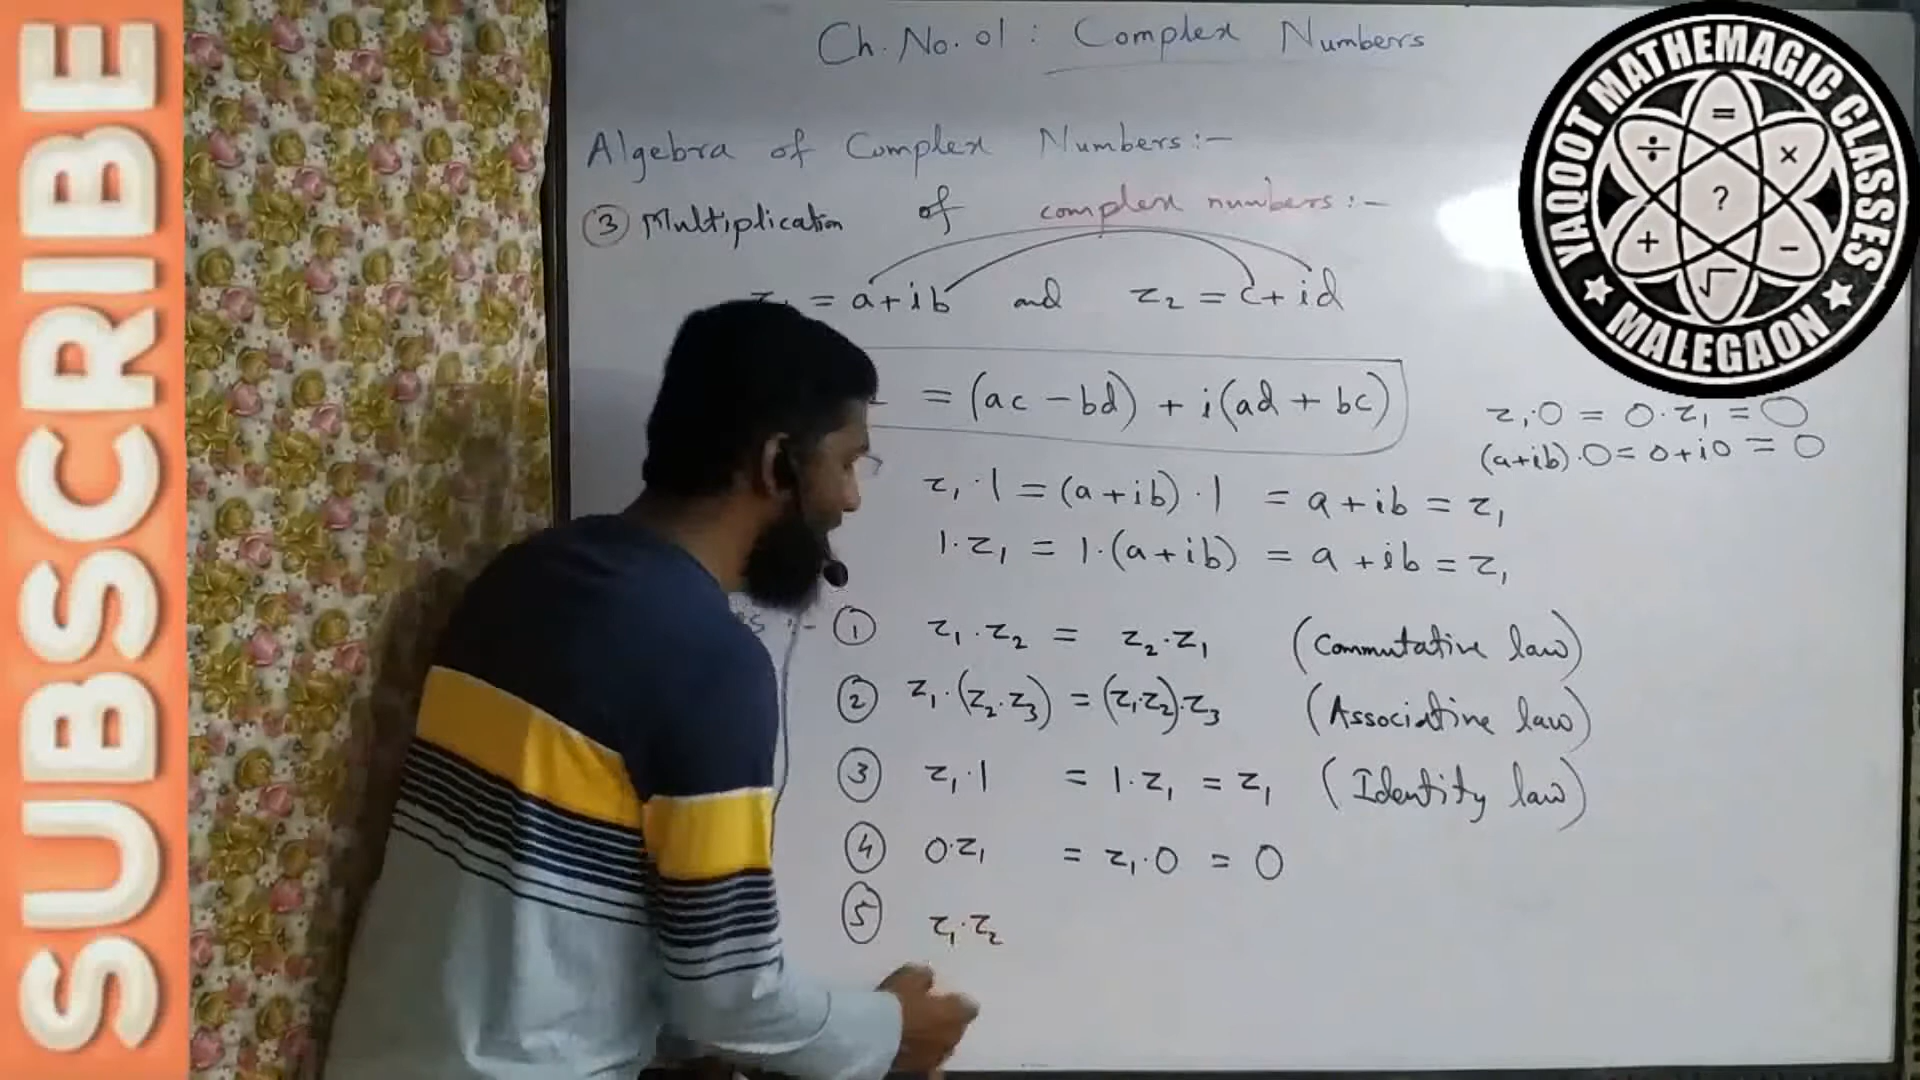 SUBSCRIBE
Ch. No. 01 : Complex Numbers
YAQOOT MATHEMAGIC CLASSES
★ MALEGAON ★
÷ = × + ? − √
Algebra of Complex Numbers :-
③ Multiplication of complex numbers : -
= a + ib and z₂ = c + id
= (ac - bd) + i(ad + bc)
z₁·0 = 0·z₁ = 0
(a+ib)·0 = 0 + i0 = 0
z₁·1 = (a + ib)·1 = a + ib = z₁
1·z₁ = 1·(a + ib) = a + ib = z₁
① z₁·z₂ = z₂·z₁ (Commutative law)
② z₁·(z₂·z₃) = (z₁·z₂)·z₃ (Associative law)
③ z₁·1 = 1·z₁ = z₁ (Identity law)
④ 0·z₁ = z₁·0 = 0
⑤ z₁·z₂